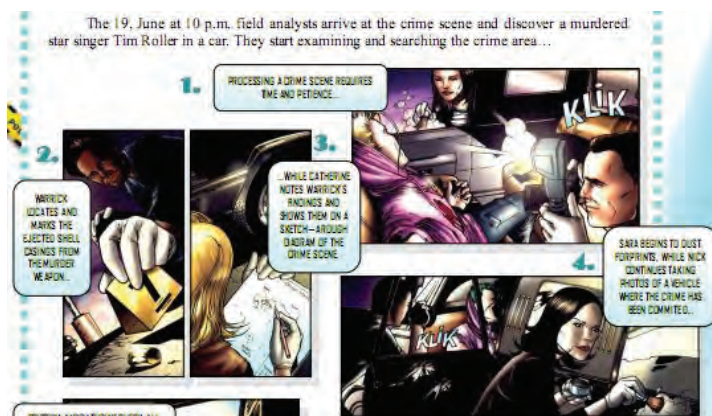 The 19, June at 10 p.m. field analysts arrive at the crime scene and discover a murdered
star singer Tim Roller in a car. They start examining and searching the crime area…
1.
PROCESSING A CRIME SCENE REQUIRES
TIME AND PETIENCE...
KLIK
2.
WARRICK
LOCATES AND
MARKS THE
EJECTED SHELL
CASINGS FROM
THE MURDER
WEAPON...
3.
...WHILE CATHERINE
NOTES WARRICK'S
FINDINGS AND
SHOWS THEM ON A
SKETCH—A ROUGH
DIAGRAM OF THE
CRIME SCENE
4.
SARA BEGINS TO DUST
FORPRINTS, WHILE NICK
CONTINUES TAKING
PHOTOS OF A VEHICLE
WHERE THE CRIME HAS
BEEN COMMITED...
KLIK